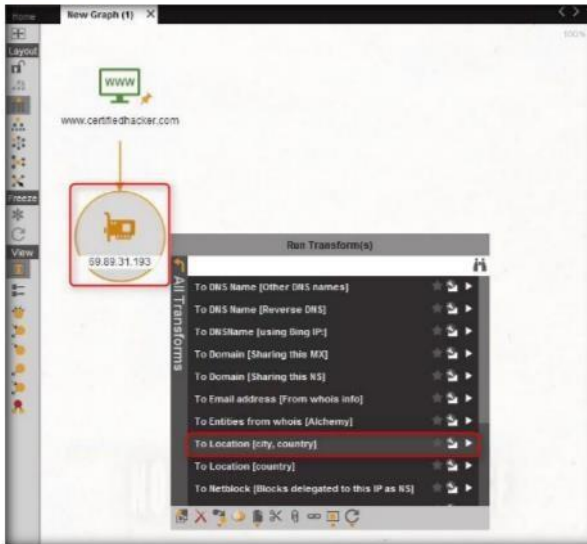 Home
New Graph (1)
100%
Layout
Freeze
View
WWW
www.certifiedhacker.com
69.89.31.193
Run Transform(s)
All Transforms
To DNS Name [Other DNS names]
To DNS Name [Reverse DNS]
To DNSName [using Bing IP:]
To Domain [Sharing this MX]
To Domain [Sharing this NS]
To Email address [From whois info]
To Entities from whois [Alchemy]
To Location [city, country]
To Location [country]
To Netblock [Blocks delegated to this IP as NS]